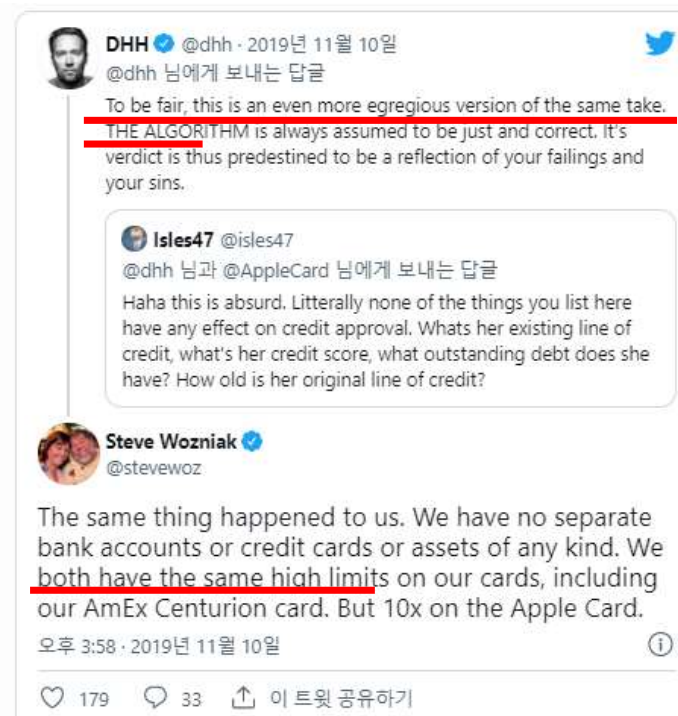 DHH @dhh · 2019년 11월 10일
@dhh 님에게 보내는 답글
To be fair, this is an even more egregious version of the same take.
THE ALGORITHM is always assumed to be just and correct. It's
verdict is thus predestined to be a reflection of your failings and
your sins.
Isles47 @isles47
@dhh 님과 @AppleCard 님에게 보내는 답글
Haha this is absurd. Litterally none of the things you list here
have any effect on credit approval. Whats her existing line of
credit, what's her credit score, what outstanding debt does she
have? How old is her original line of credit?
Steve Wozniak
@stevewoz
The same thing happened to us. We have no separate
bank accounts or credit cards or assets of any kind. We
both have the same high limits on our cards, including
our AmEx Centurion card. But 10x on the Apple Card.
오후 3:58 · 2019년 11월 10일
179 33 이 트윗 공유하기